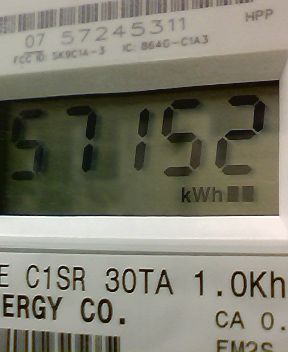 HPP
07 57245311
FCC ID: SK9C1A-3 IC: 864G-C1A3
57152
kWh
E C1SR 30TA 1.0Kh
ERGY CO.
CA 0.
EM2S